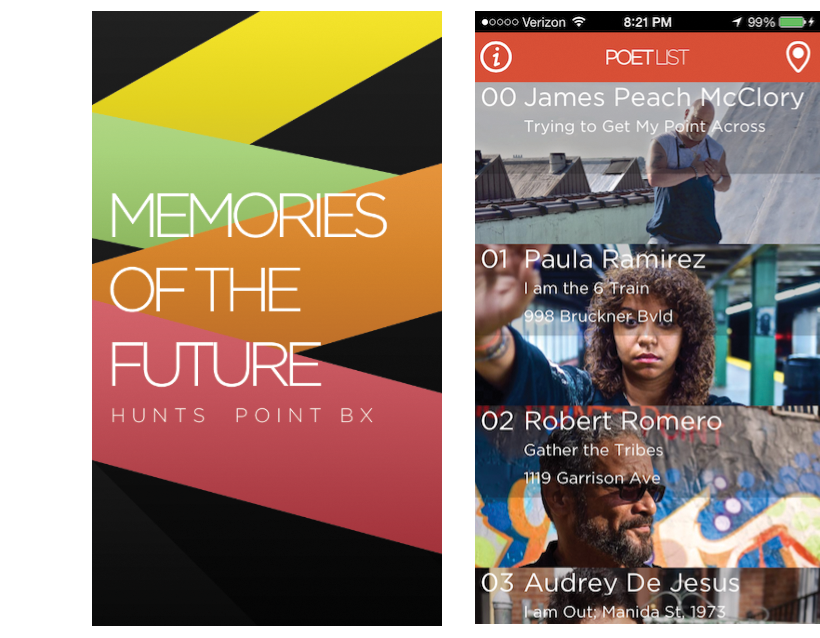 MEMORIES
OF THE
FUTURE
HUNTS POINT BX
Verizon 8:21 PM 99%
i POETLIST
00 James Peach McClory
Trying to Get My Point Across
01 Paula Ramirez
I am the 6 Train
998 Bruckner Bvld
02 Robert Romero
Gather the Tribes
1119 Garrison Ave
03 Audrey De Jesus
I am Out; Manida St, 1973